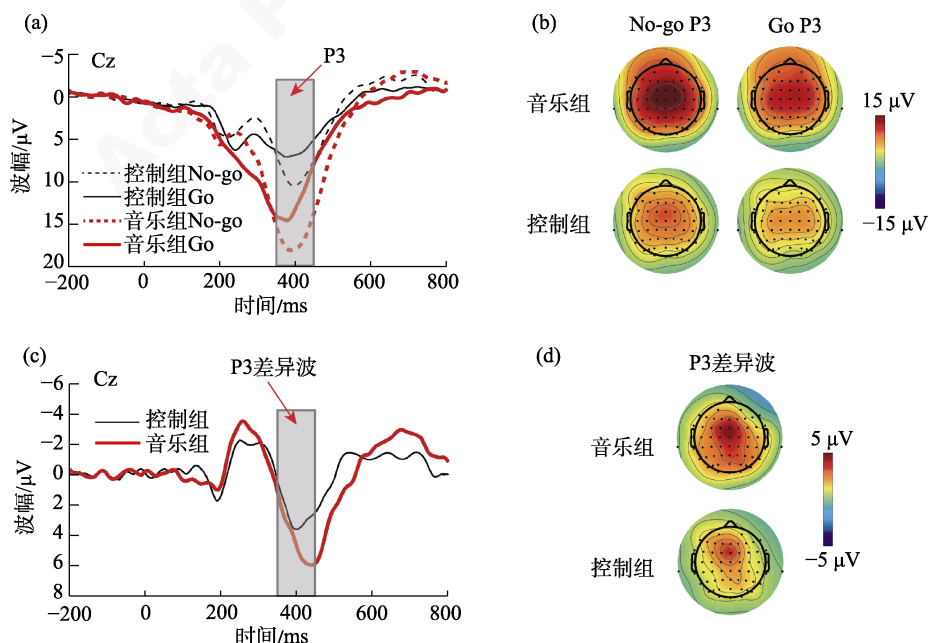 (a)
Acta P
Cz
P3
−5
0
5
10
15
20
波幅/μV
控制组No-go
控制组Go
音乐组No-go
音乐组Go
−200
0
200
400
600
800
时间/ms
(b)
No-go P3
Go P3
音乐组
控制组
15 μV
−15 μV
(c)
Cz
P3差异波
−6
−4
−2
0
2
4
6
8
波幅/μV
控制组
音乐组
−200
0
200
400
600
800
时间/ms
(d)
P3差异波
音乐组
控制组
5 μV
−5 μV